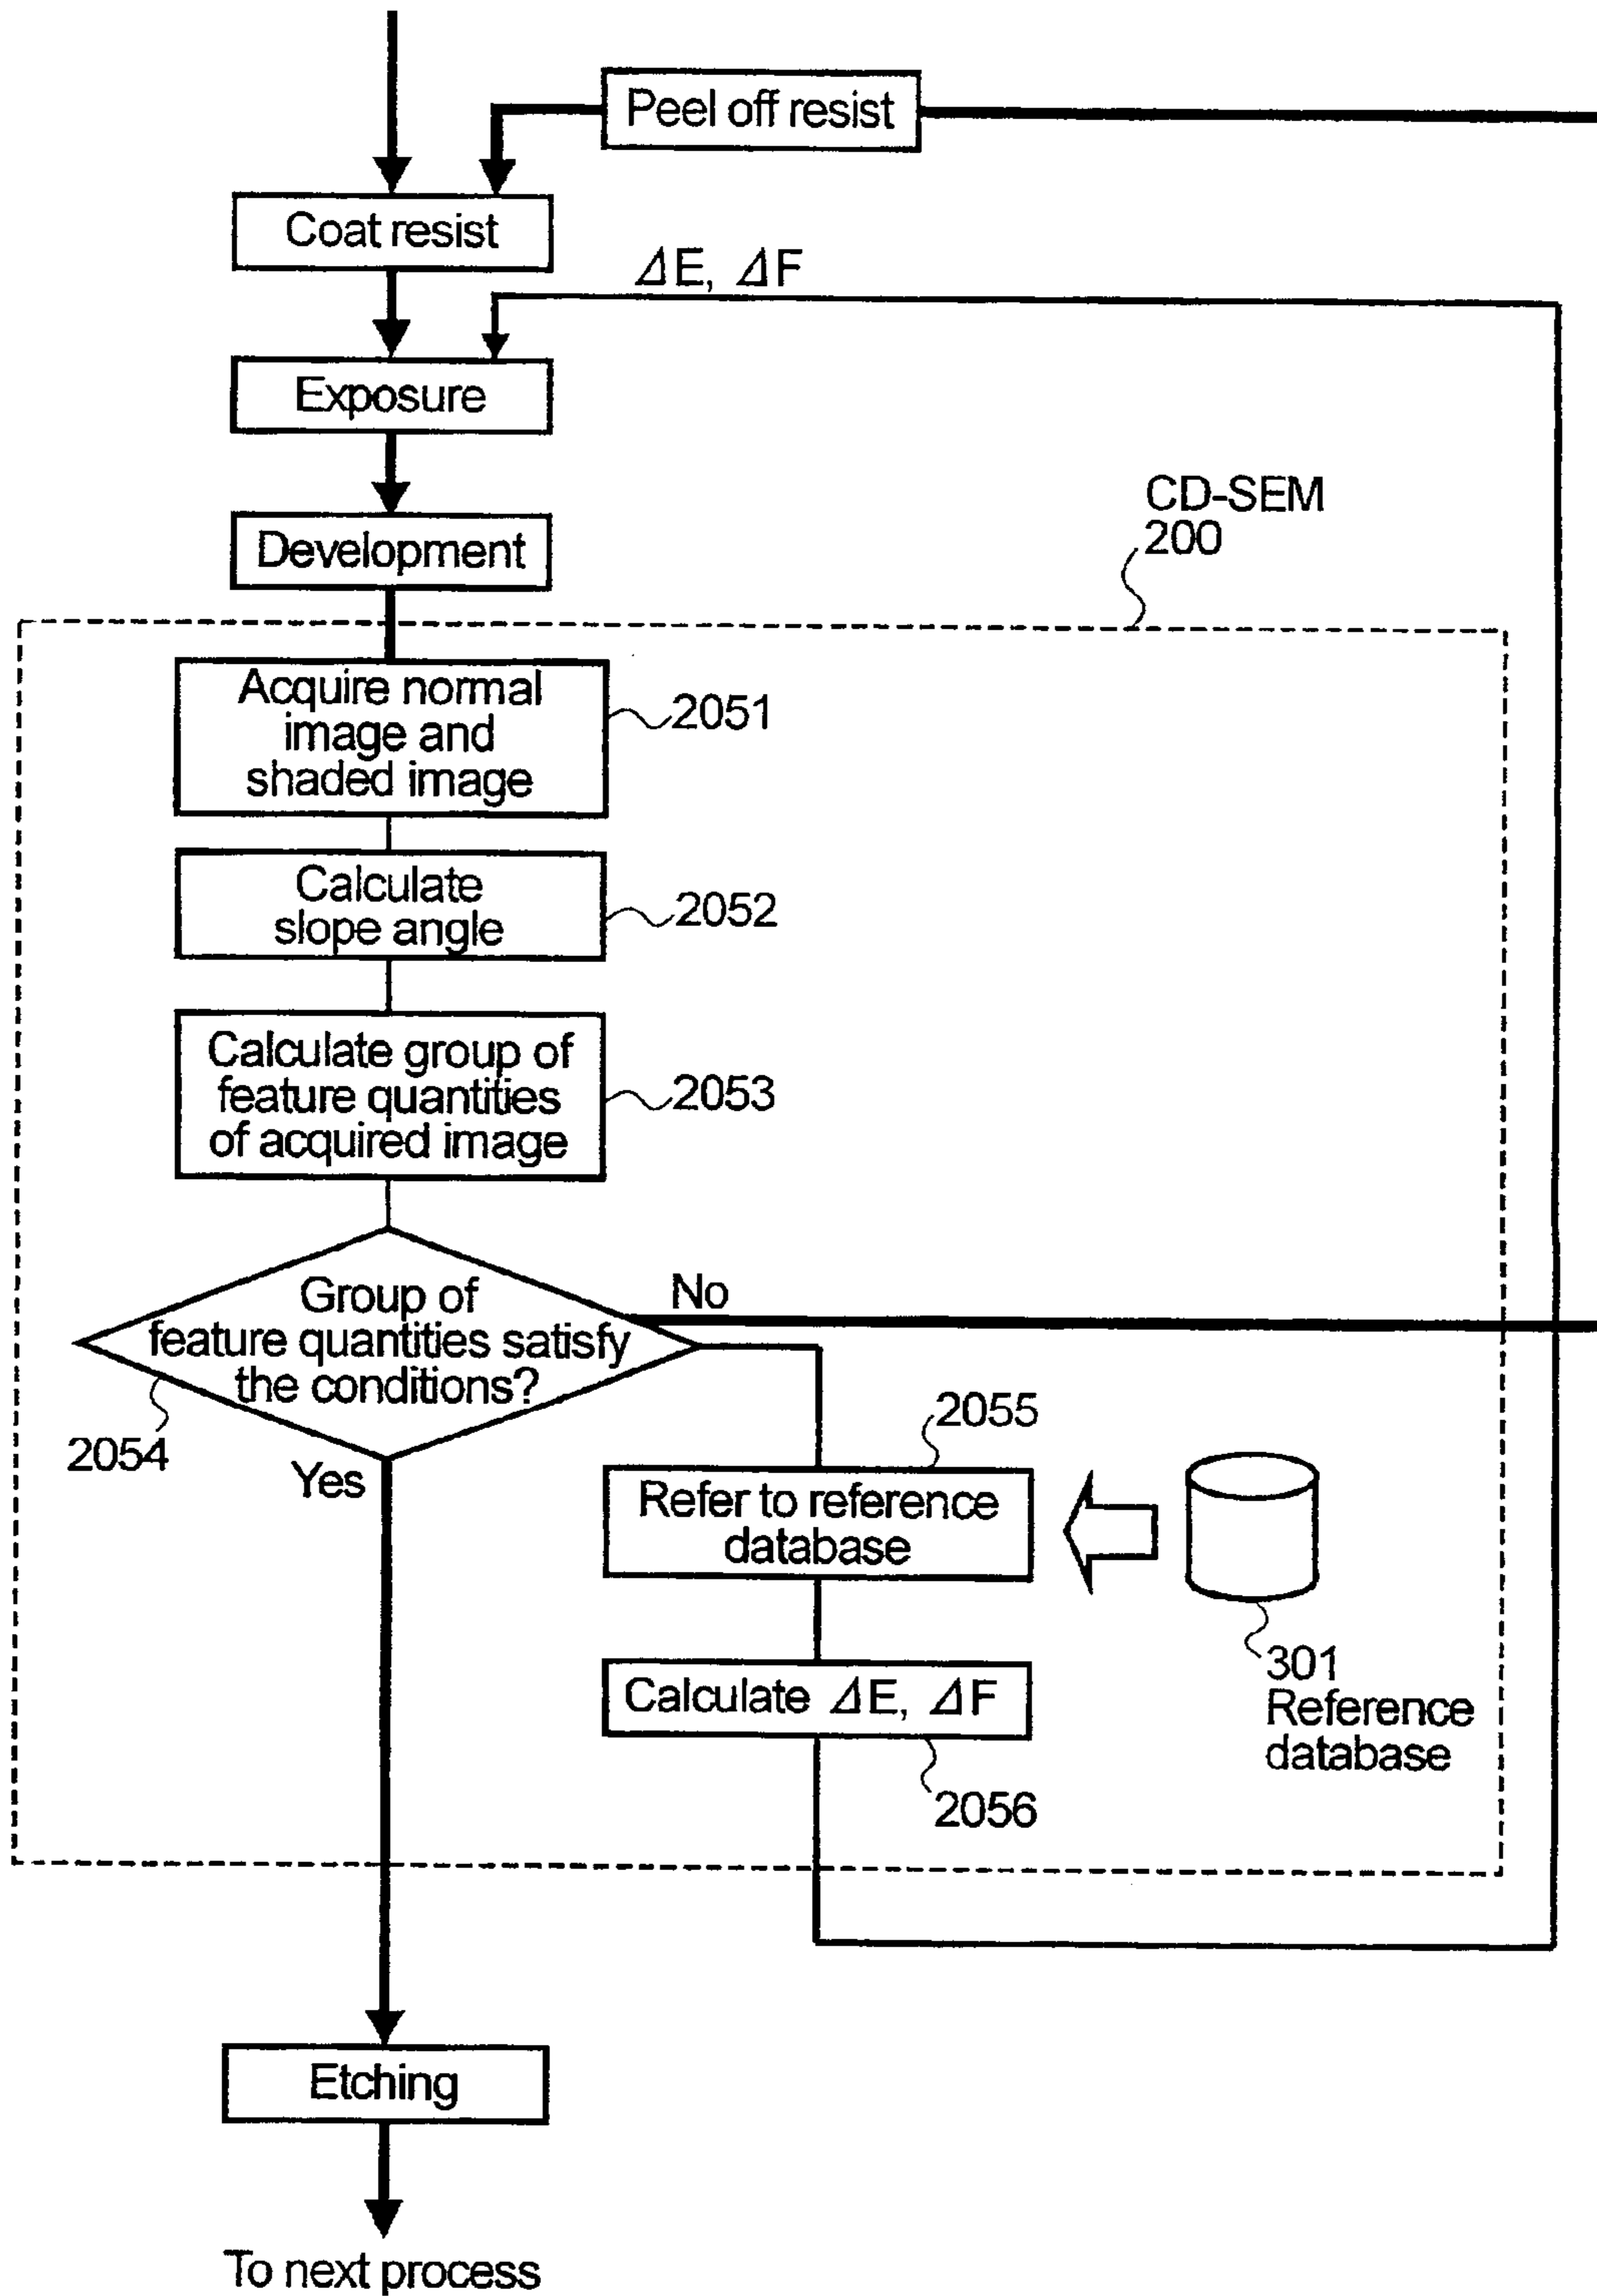 Peel off resist
Coat resist
ΔE, ΔF
Exposure
Development
CD-SEM
200
Acquire normal
image and
shaded image
2051
Calculate
slope angle
2052
Calculate group of
feature quantities
of acquired image
2053
Group of
feature quantities satisfy
the conditions?
No
2054
Yes
2055
Refer to reference
database
301
Reference
database
Calculate ΔE, ΔF
2056
Etching
To next process